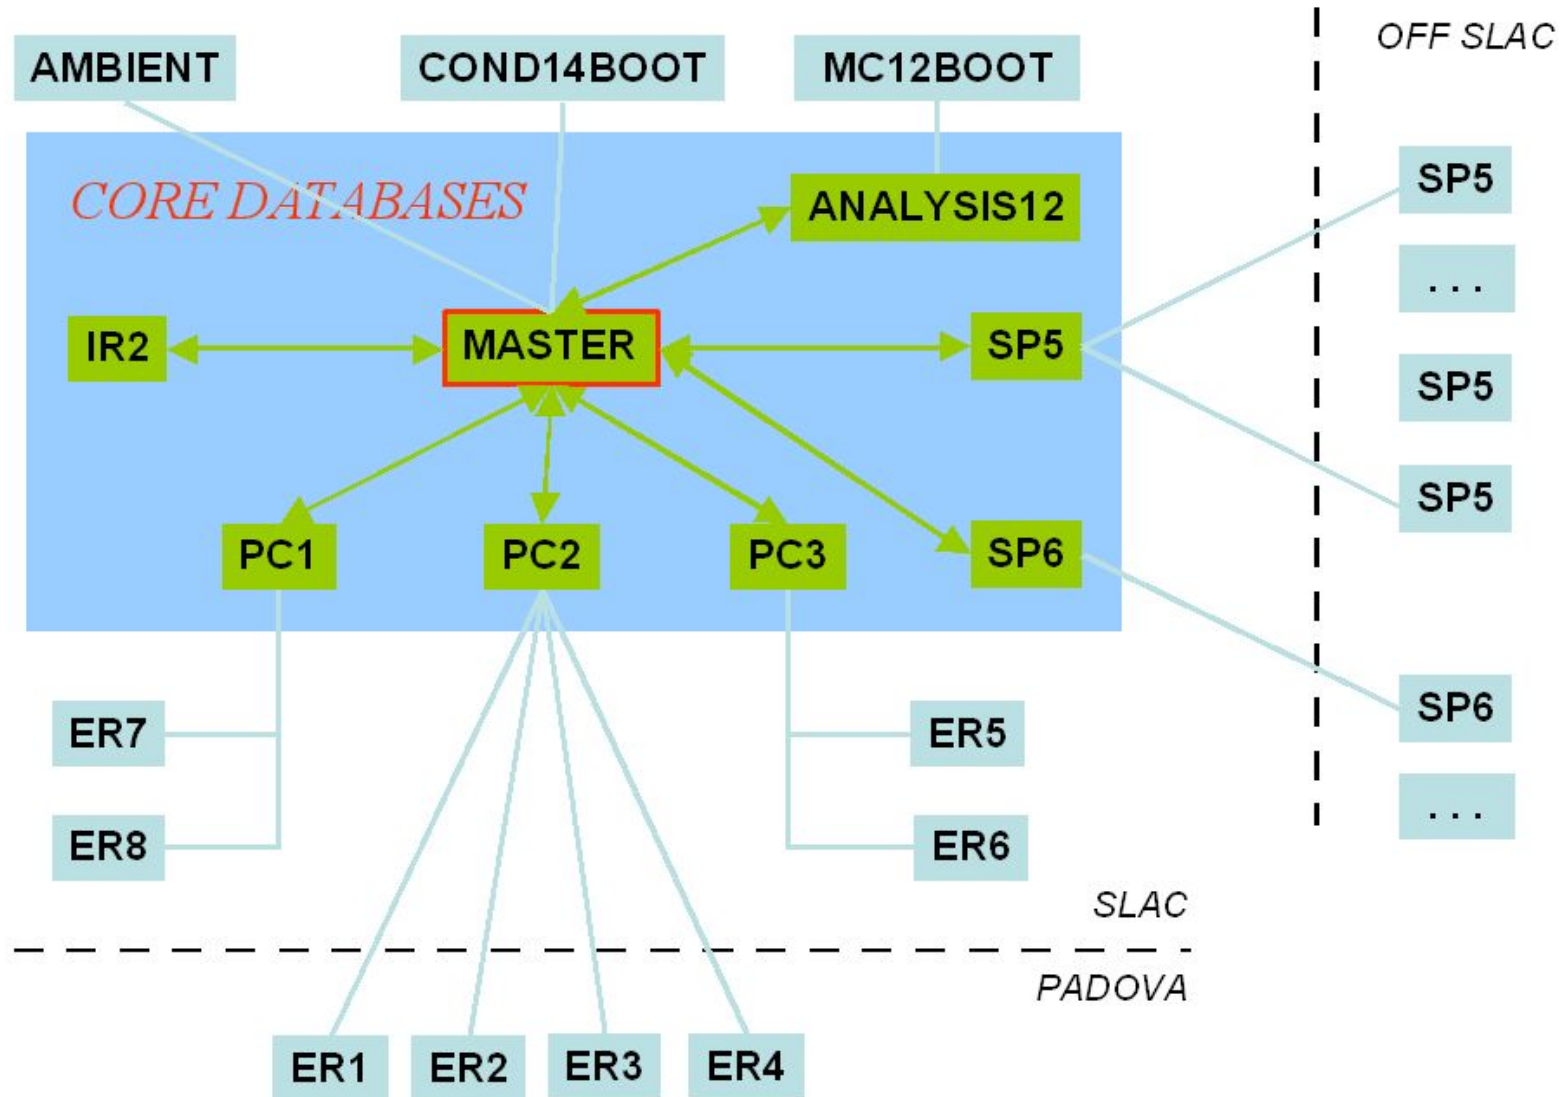 OFF SLAC
AMBIENT
COND14BOOT
MC12BOOT
CORE DATABASES
ANALYSIS12
SP5
. . .
IR2
MASTER
SP5
SP5
SP5
PC1
PC2
PC3
SP6
ER7
ER5
SP6
ER8
ER6
. . .
SLAC
PADOVA
ER1
ER2
ER3
ER4